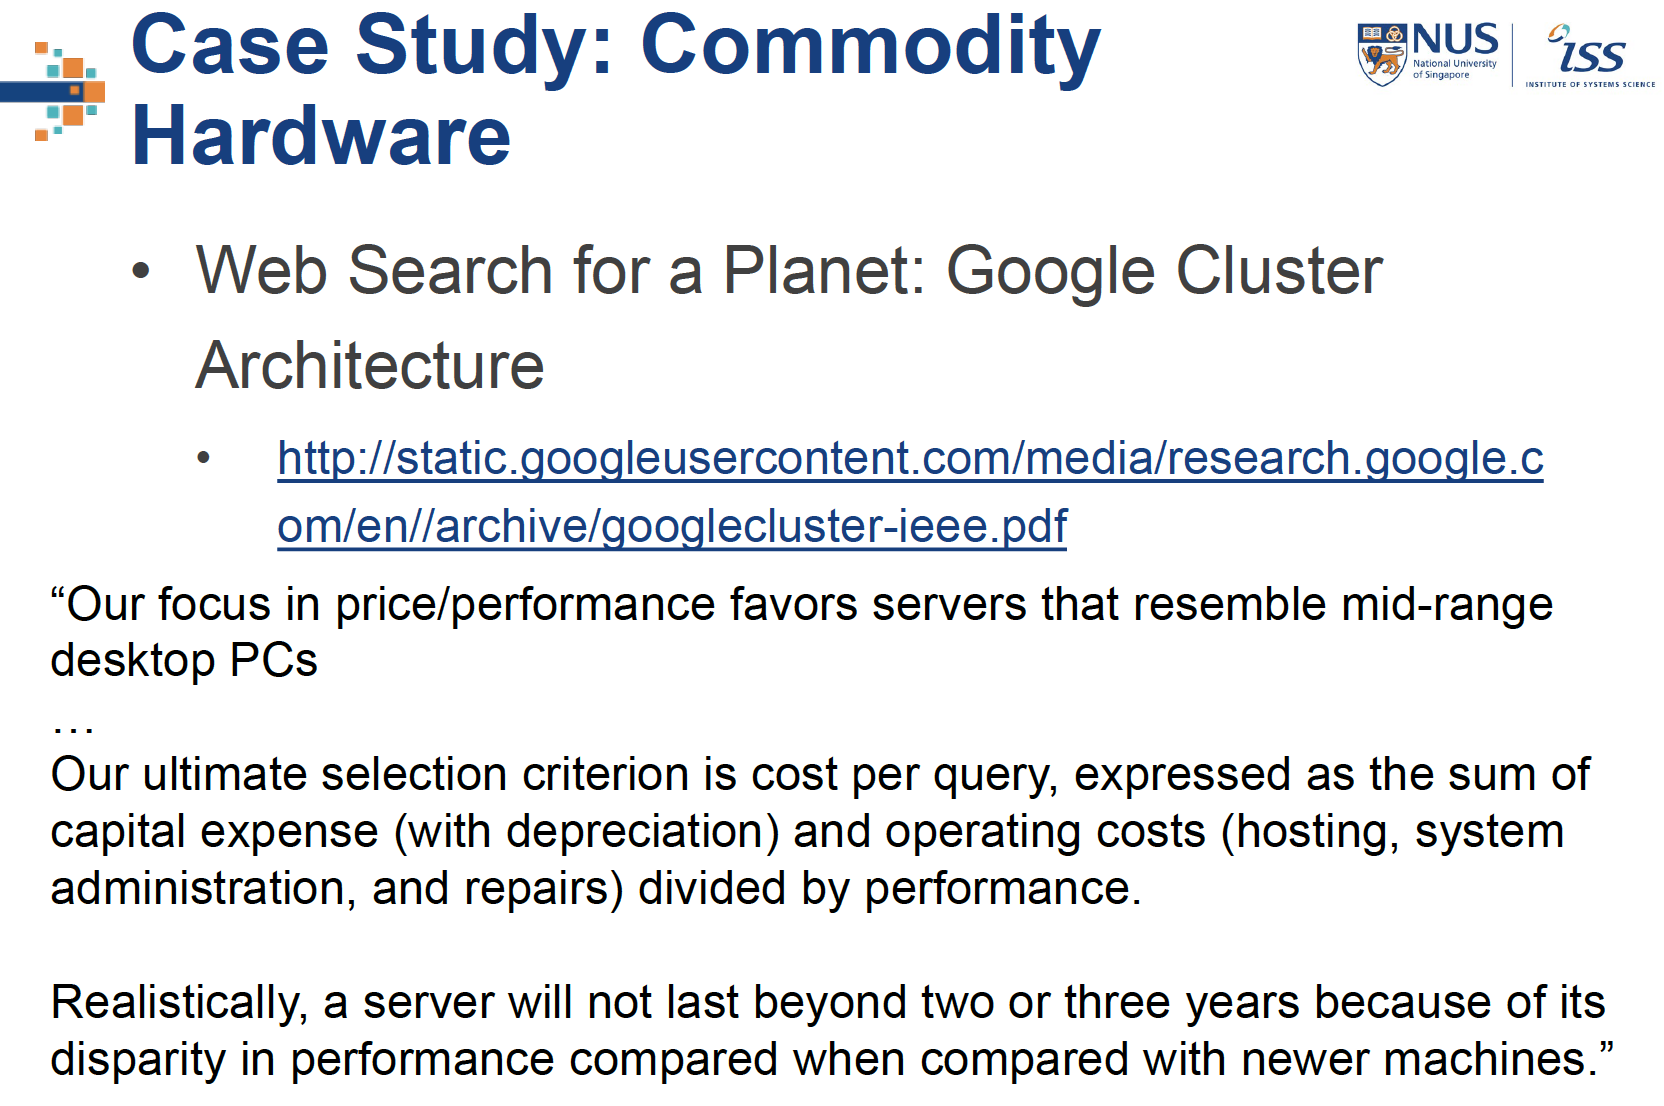 Case Study: Commodity
Hardware
NUS
National University
of Singapore
iss
INSTITUTE OF SYSTEMS SCIENCE
• Web Search for a Planet: Google Cluster
Architecture
• http://static.googleusercontent.com/media/research.google.c
om/en//archive/googlecluster-ieee.pdf
“Our focus in price/performance favors servers that resemble mid-range
desktop PCs
…
Our ultimate selection criterion is cost per query, expressed as the sum of
capital expense (with depreciation) and operating costs (hosting, system
administration, and repairs) divided by performance.
Realistically, a server will not last beyond two or three years because of its
disparity in performance compared when compared with newer machines.”